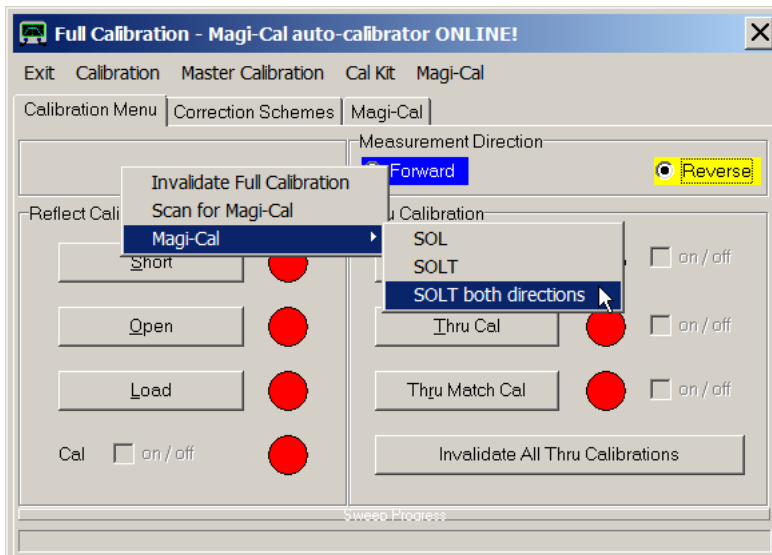 Full Calibration - Magi-Cal auto-calibrator ONLINE!
Exit Calibration Master Calibration Cal Kit Magi-Cal
Calibration Menu Correction Schemes Magi-Cal
Measurement Direction
Forward Reverse
Invalidate Full Calibration
Scan for Magi-Cal
Magi-Cal
SOL
SOLT
SOLT both directions
Reflect Cali
u Calibration
Short
on / off
Open
Thru Cal
on / off
Load
Thru Match Cal
on / off
Cal on / off
Invalidate All Thru Calibrations
Sweep Progress